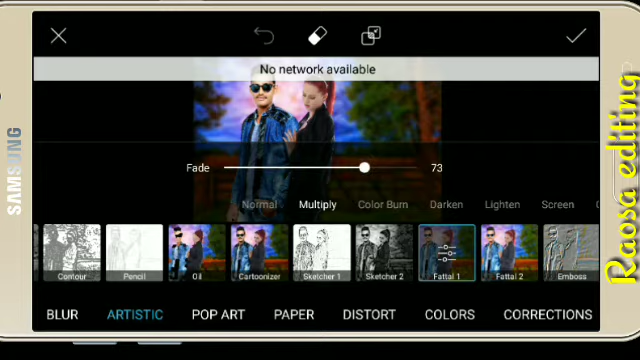 No network available
Fade 73
Normal Multiply Color Burn Darken Lighten Screen
Contour Pencil Oil Cartoonizer Sketcher 1 Sketcher 2 Fattal 1 Fattal 2 Emboss
BLUR ARTISTIC POP ART PAPER DISTORT COLORS CORRECTIONS
SAMSUNG
Raosa editing